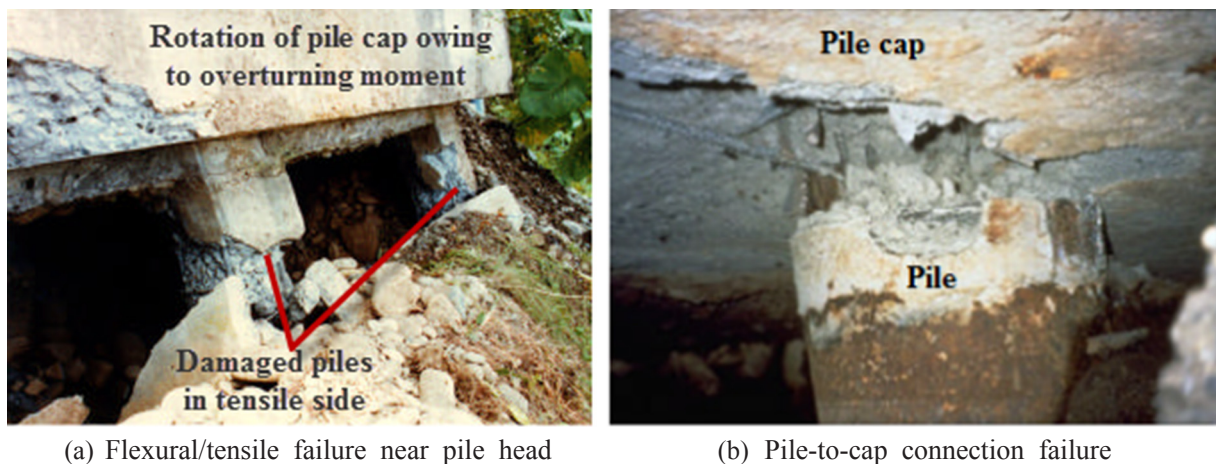 Rotation of pile cap owing
to overturning moment
Damaged piles
in tensile side
(a) Flexural/tensile failure near pile head
Pile cap
Pile
(b) Pile-to-cap connection failure